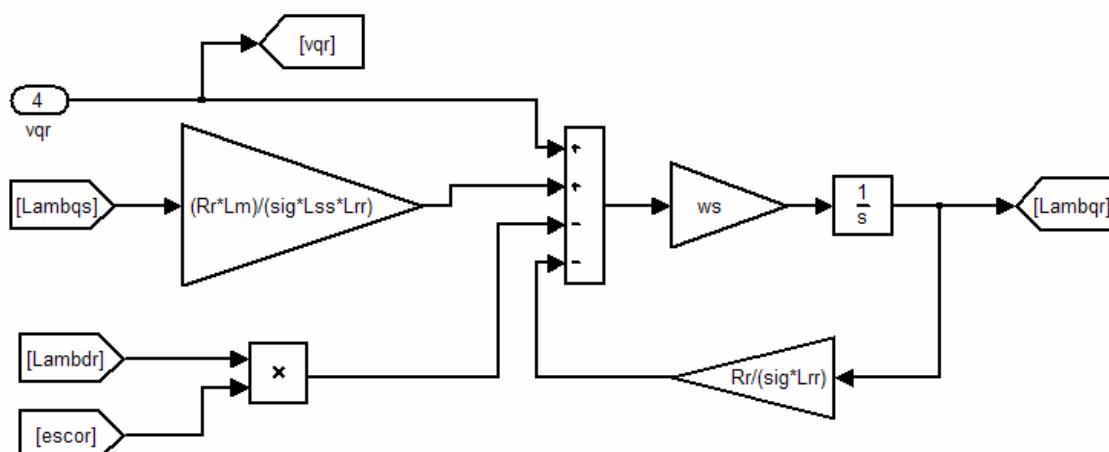 [vqr]
4
vqr
[Lambqs]
(Rr*Lm)/(sig*Lss*Lrr)
+
+
-
-
ws
1
s
[Lambqr]
[Lambdr]
×
[escor]
Rr/(sig*Lrr)